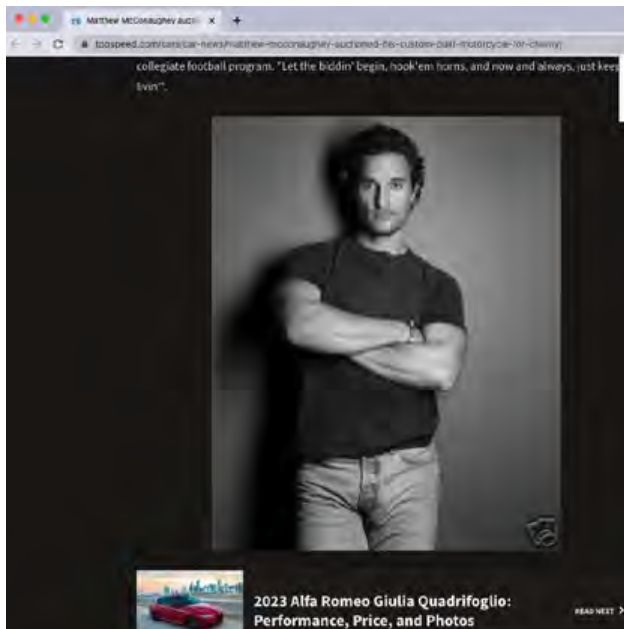 Matthew McConaughey aucti
topspeed.com/cars/car-news/matthew-mcconaughey-auctioned-his-custom-built-motorcycle-for-charity/
collegiate football program. "Let the biddin' begin, hook'em horns, and now and always, just keep
livin'".
2023 Alfa Romeo Giulia Quadrifoglio:
READ NEXT
Performance, Price, and Photos